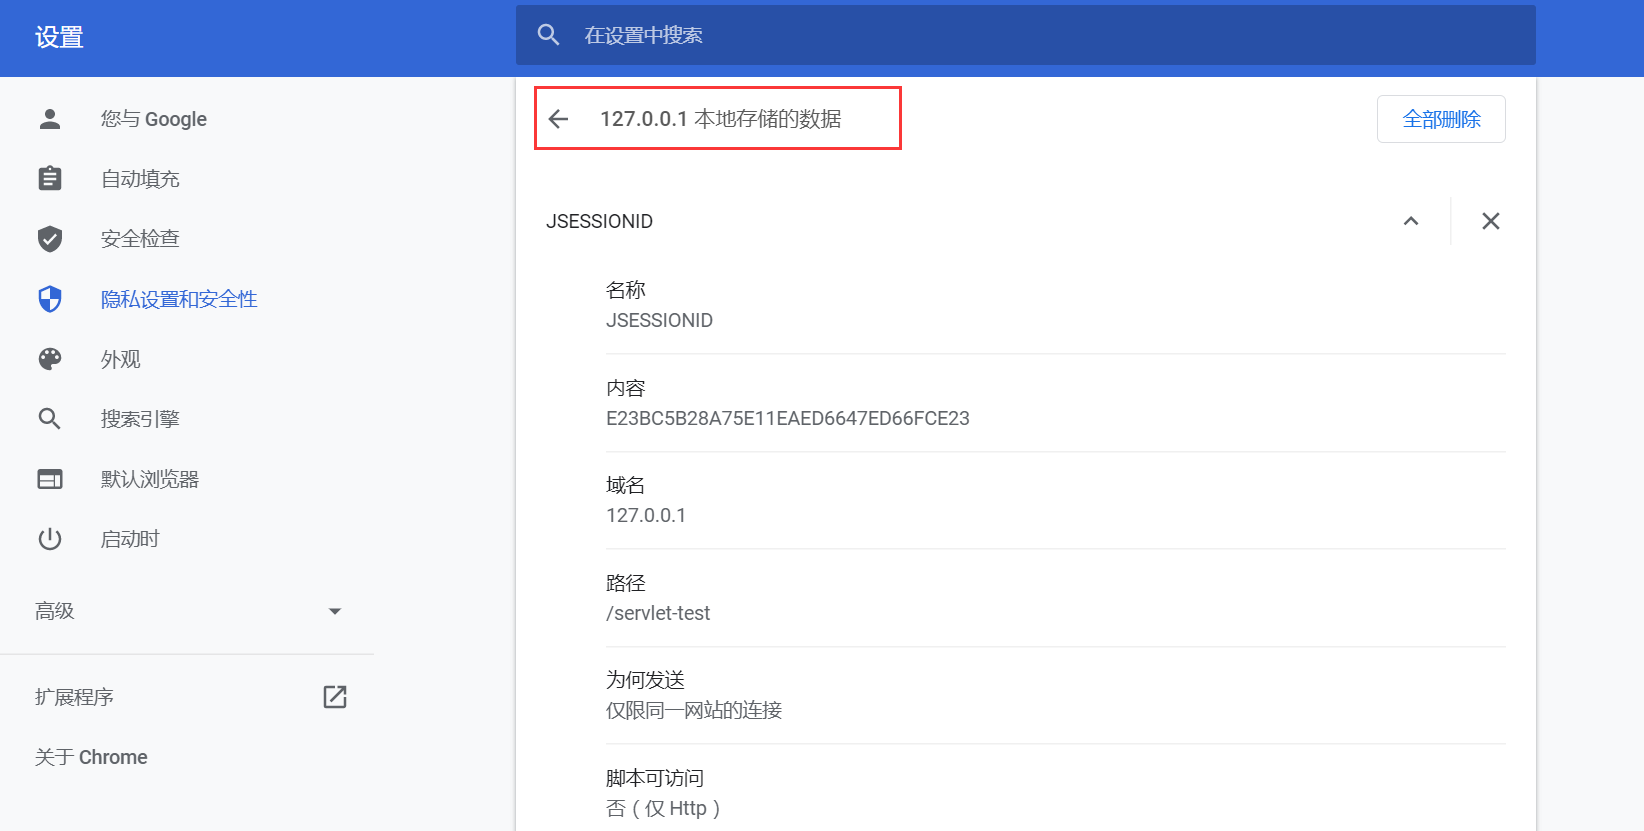 设置
在设置中搜索
您与 Google
自动填充
安全检查
隐私设置和安全性
外观
搜索引擎
默认浏览器
启动时
高级
扩展程序
关于 Chrome
127.0.0.1 本地存储的数据
全部删除
JSESSIONID
名称
JSESSIONID
内容
E23BC5B28A75E11EAED6647ED66FCE23
域名
127.0.0.1
路径
/servlet-test
为何发送
仅限同一网站的连接
脚本可访问
否（仅 Http）